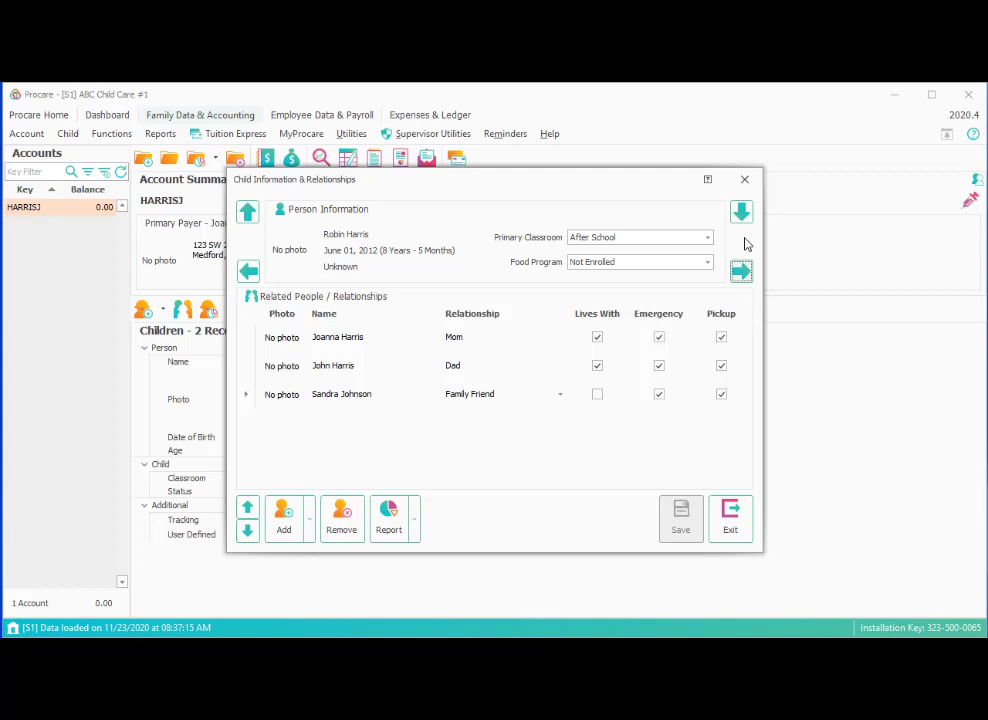 Procare - [S1] ABC Child Care #1
Procare Home Dashboard Family Data & Accounting Employee Data & Payroll Expenses & Ledger 2020.4
Account Child Functions Reports Tuition Express MyProcare Utilities Supervisor Utilities Reminders Help
Accounts
Key Filter
Key Balance
HARRISJ 0.00
1 Account 0.00
Account Summa
HARRISJ
Primary Payer - Joa
123 SW 2
Medford,
No photo
Children - 2 Reco
Person
Name
Photo
Date of Birth
Age
Child
Classroom
Status
Additional
Tracking
User Defined
Child Information & Relationships
Person Information
No photo
Robin Harris
June 01, 2012 (8 Years - 5 Months)
Unknown
Primary Classroom After School
Food Program Not Enrolled
Related People / Relationships
Photo Name Relationship Lives With Emergency Pickup
No photo Joanna Harris Mom
No photo John Harris Dad
No photo Sandra Johnson Family Friend
Add Remove Report Save Exit
[S1] Data loaded on 11/23/2020 at 08:37:15 AM
Installation Key: 323-500-0065